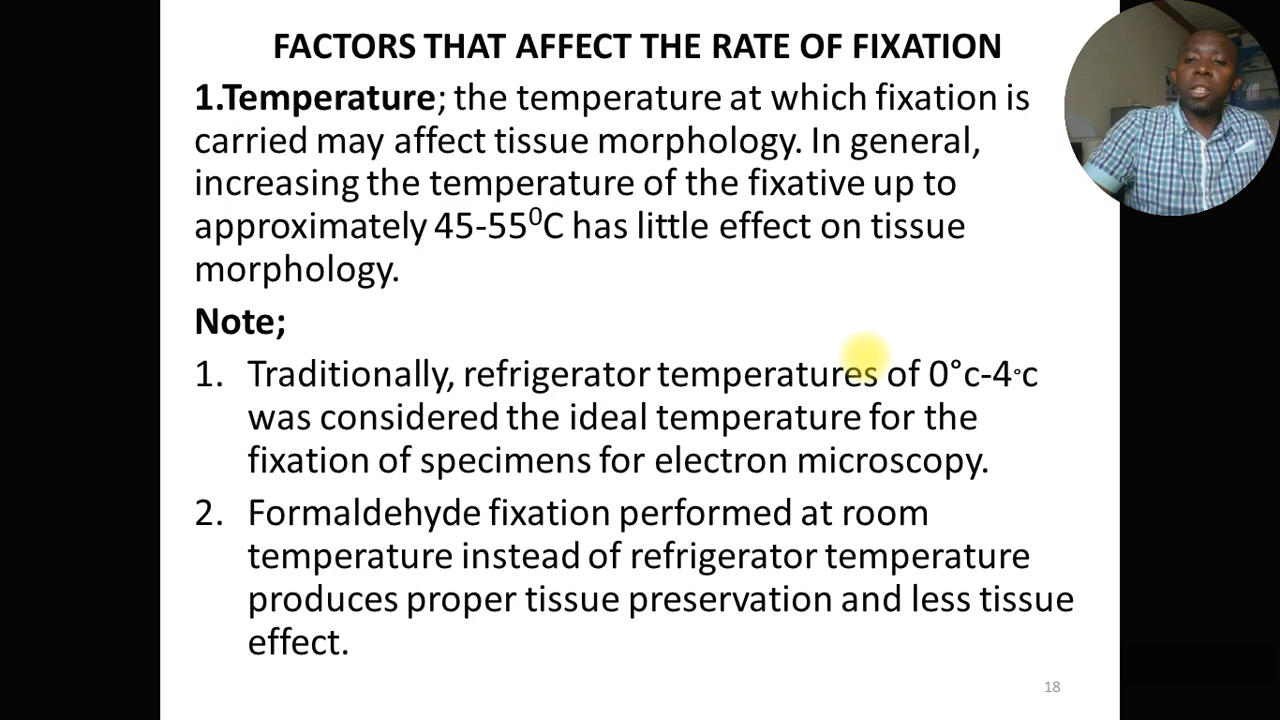 FACTORS THAT AFFECT THE RATE OF FIXATION
1.Temperature; the temperature at which fixation is
carried may affect tissue morphology. In general,
increasing the temperature of the fixative up to
approximately 45-55⁰C has little effect on tissue
morphology.
Note;
1. Traditionally, refrigerator temperatures of 0°c-4°c
was considered the ideal temperature for the
fixation of specimens for electron microscopy.
2. Formaldehyde fixation performed at room
temperature instead of refrigerator temperature
produces proper tissue preservation and less tissue
effect.
18